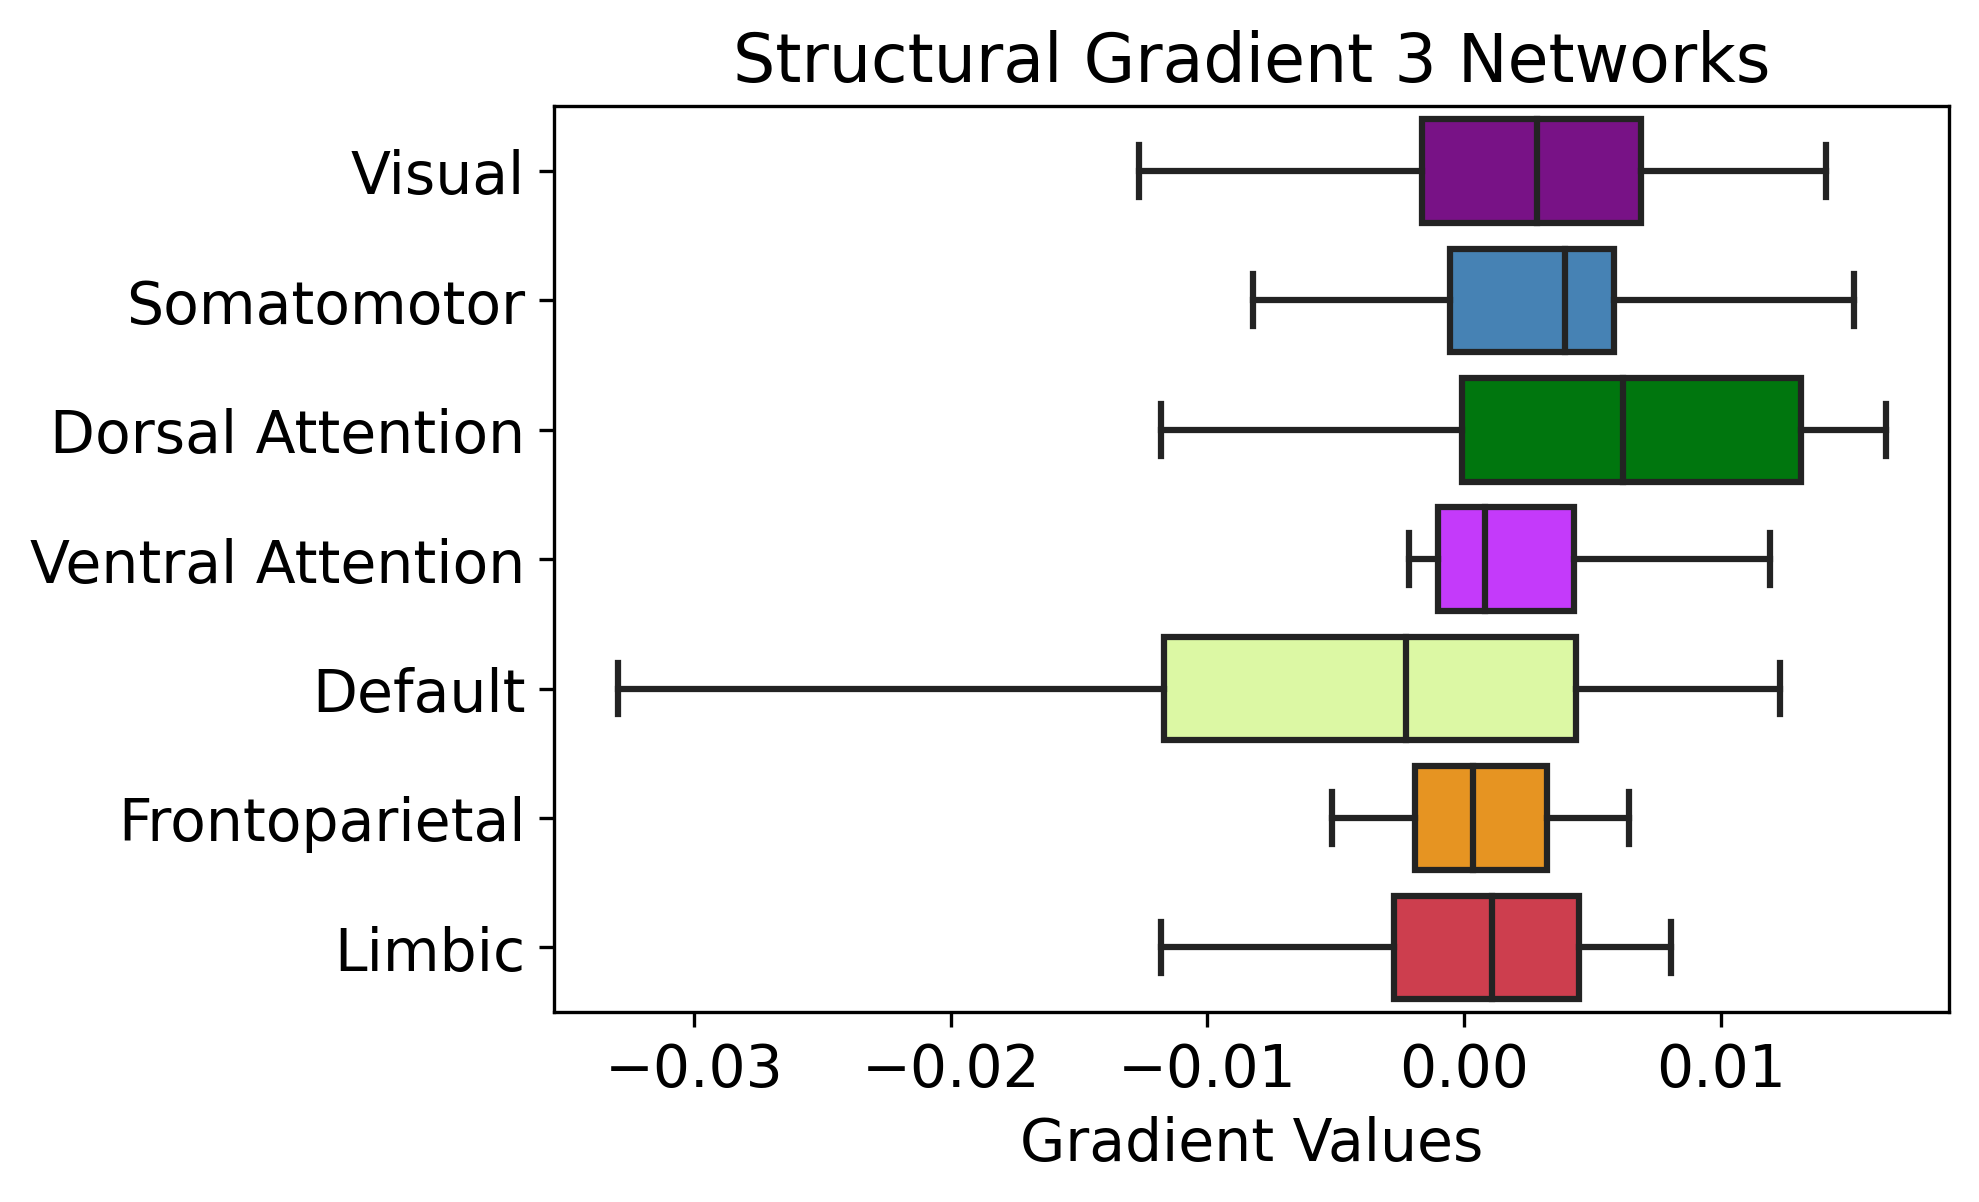 Structural Gradient 3 Networks
Visual
Somatomotor
Dorsal Attention
Ventral Attention
Default
Frontoparietal
Limbic
−0.03 −0.02 −0.01 0.00 0.01
Gradient Values